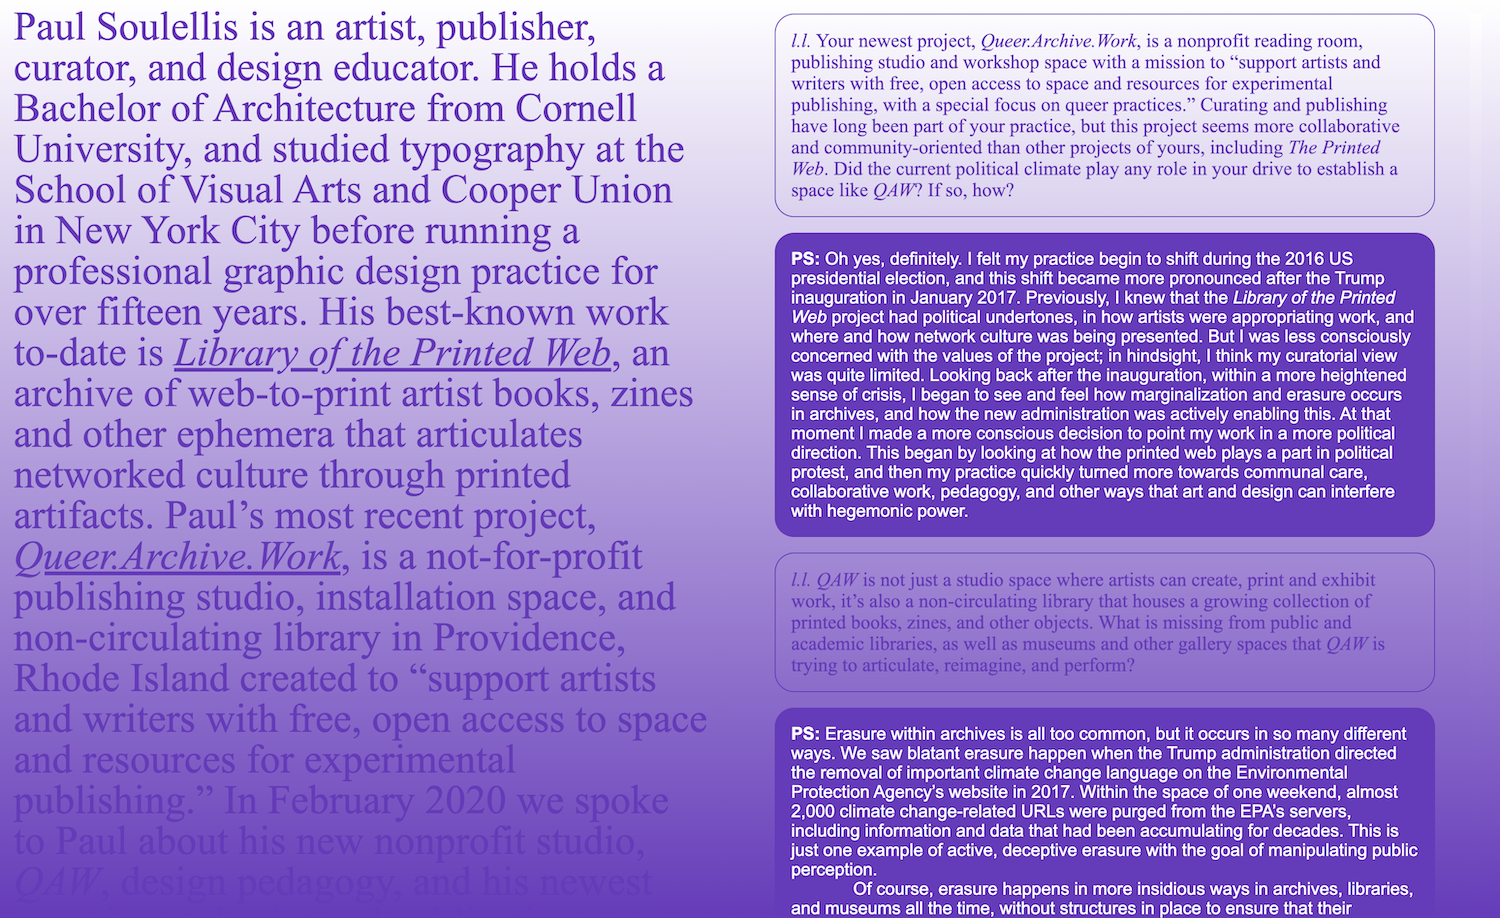 Paul Soulellis is an artist, publisher,
curator, and design educator. He holds a
Bachelor of Architecture from Cornell
University, and studied typography at the
School of Visual Arts and Cooper Union
in New York City before running a
professional graphic design practice for
over fifteen years. His best-known work
to-date is Library of the Printed Web, an
archive of web-to-print artist books, zines
and other ephemera that articulates
networked culture through printed
artifacts. Paul’s most recent project,
Queer.Archive.Work, is a not-for-profit
publishing studio, installation space, and
non-circulating library in Providence,
Rhode Island created to “support artists
and writers with free, open access to space
and resources for experimental
publishing.” In February 2020 we spoke
to Paul about his new nonprofit studio,
QAW, design pedagogy, and his newest
l.l. Your newest project, Queer.Archive.Work, is a nonprofit reading room,
publishing studio and workshop space with a mission to “support artists and
writers with free, open access to space and resources for experimental
publishing, with a special focus on queer practices.” Curating and publishing
have long been part of your practice, but this project seems more collaborative
and community-oriented than other projects of yours, including The Printed
Web. Did the current political climate play any role in your drive to establish a
space like QAW? If so, how?
PS: Oh yes, definitely. I felt my practice begin to shift during the 2016 US
presidential election, and this shift became more pronounced after the Trump
inauguration in January 2017. Previously, I knew that the Library of the Printed
Web project had political undertones, in how artists were appropriating work, and
where and how network culture was being presented. But I was less consciously
concerned with the values of the project; in hindsight, I think my curatorial view
was quite limited. Looking back after the inauguration, within a more heightened
sense of crisis, I began to see and feel how marginalization and erasure occurs
in archives, and how the new administration was actively enabling this. At that
moment I made a more conscious decision to point my work in a more political
direction. This began by looking at how the printed web plays a part in political
protest, and then my practice quickly turned more towards communal care,
collaborative work, pedagogy, and other ways that art and design can interfere
with hegemonic power.
l.l. QAW is not just a studio space where artists can create, print and exhibit
work, it’s also a non-circulating library that houses a growing collection of
printed books, zines, and other objects. What is missing from public and
academic libraries, as well as museums and other gallery spaces that QAW is
trying to articulate, reimagine, and perform?
PS: Erasure within archives is all too common, but it occurs in so many different
ways. We saw blatant erasure happen when the Trump administration directed
the removal of important climate change language on the Environmental
Protection Agency’s website in 2017. Within the space of one weekend, almost
2,000 climate change-related URLs were purged from the EPA’s servers,
including information and data that had been accumulating for decades. This is
just one example of active, deceptive erasure with the goal of manipulating public
perception.
Of course, erasure happens in more insidious ways in archives, libraries,
and museums all the time, without structures in place to ensure that their